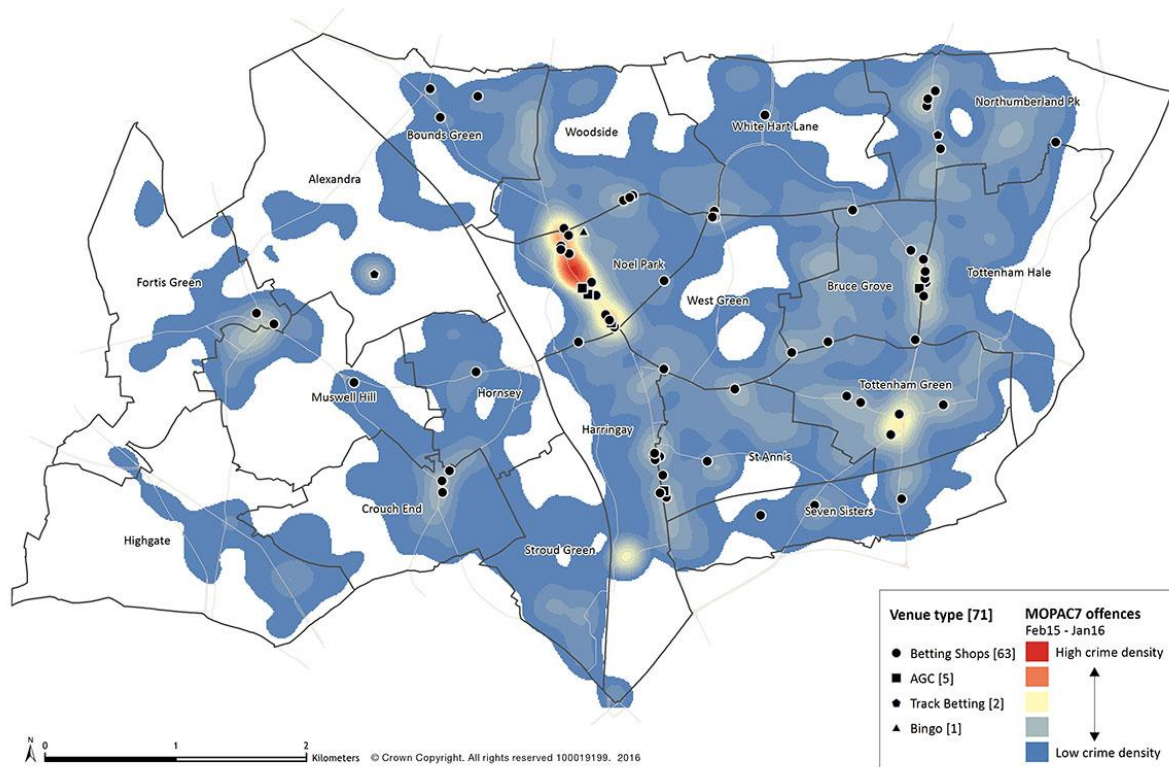 Northumberland Pk
White Hart Lane
Woodside
Bounds Green
Alexandra
Noel Park
Fortis Green
West Green
Bruce Grove
Tottenham Hale
Tottenham Green
Muswell Hill
Hornsey
Harringay
St Annis
Crouch End
Seven Sisters
Highgate
Stroud Green
Venue type [71]
Betting Shops [63]
AGC [5]
Track Betting [2]
Bingo [1]
MOPAC7 offences
Feb15 - Jan16
High crime density
Low crime density
N
0 1 2
Kilometers © Crown Copyright. All rights reserved 100019199. 2016